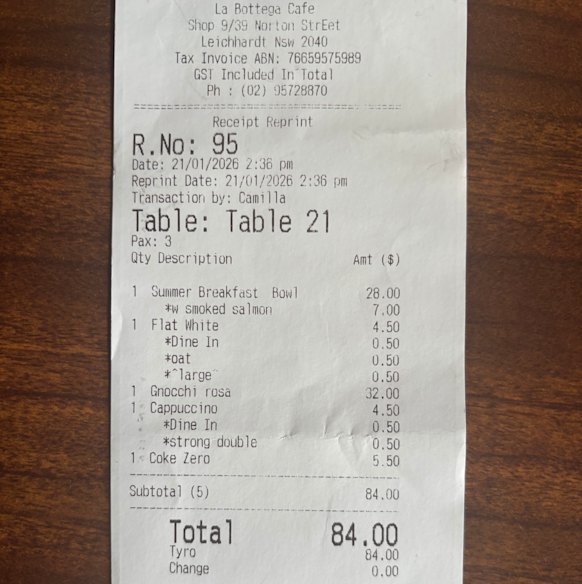 La Bottega Cafe
Shop 9/39 Norton StrEet
Leichhardt Nsw 2040
Tax Invoice ABN: 76659575989
GST Included In Total
Ph : (02) 95728870
Receipt Reprint
R.No: 95
Date: 21/01/2026 2:36 pm
Reprint Date: 21/01/2026 2:36 pm
Transaction by: Camilla
Table: Table 21
Pax: 3
Qty Description Amt ($)
1 Summer Breakfast Bowl 28.00
*w smoked salmon 7.00
1 Flat White 4.50
*Dine In 0.50
*oat 0.50
*^large^ 0.50
1 Gnocchi rosa 32.00
1 Cappuccino 4.50
*Dine In 0.50
*strong double 0.50
1 Coke Zero 5.50
Subtotal (5) 84.00
Total 84.00
Tyro 84.00
Change 0.00